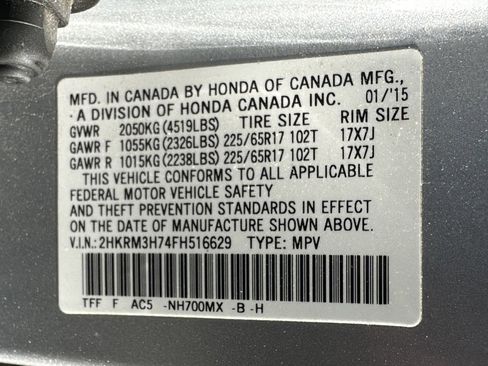 MFD. IN CANADA BY HONDA OF CANADA MFG.,
· A DIVISION OF HONDA CANADA INC. 01/'15
GVWR 2050KG(4519LBS) TIRE SIZE RIM SIZE
GAWR F 1055KG(2326LBS) 225/65R17 102T 17X7J
GAWR R 1015KG(2238LBS) 225/65R17 102T 17X7J
THIS VEHICLE CONFORMS TO ALL APPLICABLE
FEDERAL MOTOR VEHICLE SAFETY
AND THEFT PREVENTION STANDARDS IN EFFECT
ON THE DATE OF MANUFACTURE SHOWN ABOVE.
V.I.N.:2HKRM3H74FH516629 TYPE: MPV
TFF F AC5 -NH700MX -B -H